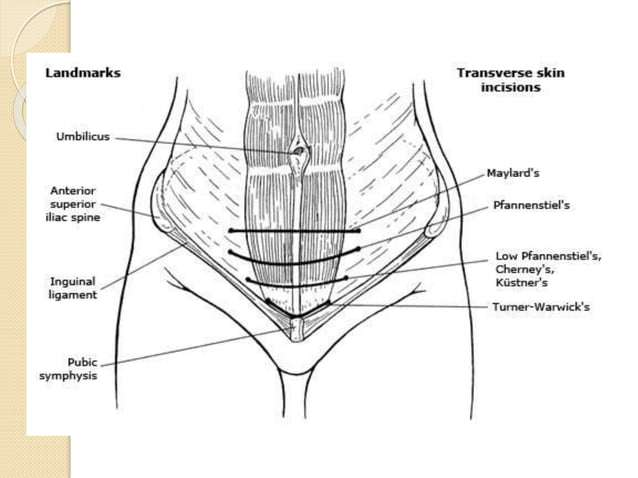 Landmarks
Umbilicus
Anterior
superior
iliac spine
Inguinal
ligament
Pubic
symphysis
Transverse skin
incisions
Maylard's
Pfannenstiel's
Low Pfannenstiel's,
Cherney's,
Küstner's
Turner-Warwick's